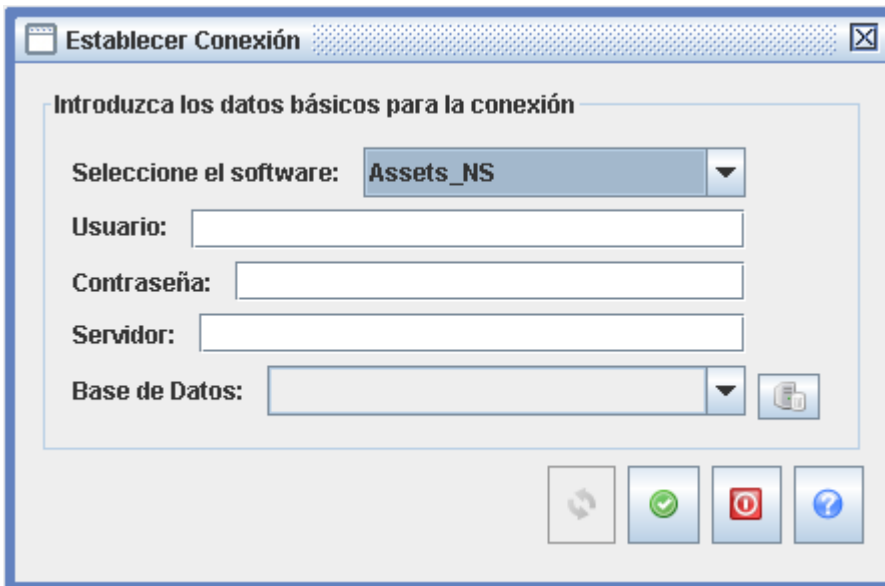 Establecer Conexión
Introduzca los datos básicos para la conexión
Seleccione el software: Assets_NS
Usuario:
Contraseña:
Servidor:
Base de Datos: